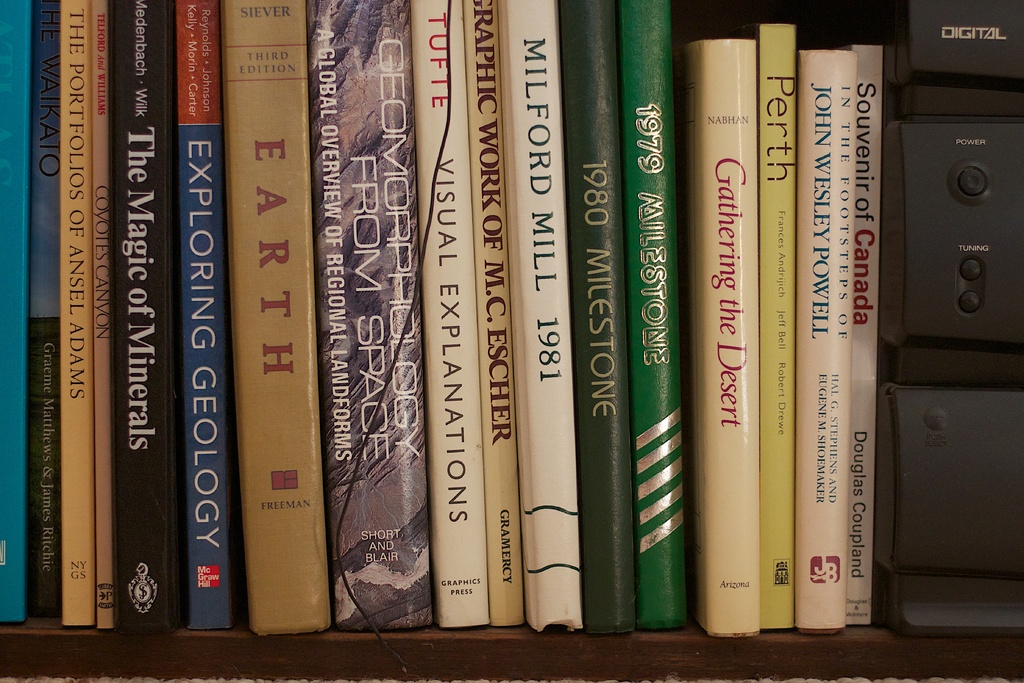 THE WAIKATO
Graeme Matthews & James Ritchie
THE PORTFOLIOS OF ANSEL ADAMS
NY
GS
TELFORD AND WILLIAMS
COYOTES CANYON
Medenbach · Wilk
The Magic of Minerals
Reynolds · Johnson
Kelly · Morin · Carter
EXPLORING GEOLOGY
Mc
Graw
Hill
SIEVER
THIRD
EDITION
EARTH
FREEMAN
GEOMORPHOLOGY
FROM SPACE
A GLOBAL OVERVIEW OF REGIONAL LANDFORMS
SHORT
AND
BLAIR
TUFTE
VISUAL EXPLANATIONS
GRAPHICS
PRESS
GRAPHIC WORK OF M.C. ESCHER
GRAMERCY
MILFORD MILL 1981
1980 MILESTONE
1979 MILESTONE
NABHAN
Gathering the Desert
Arizona
Perth
Frances Andrijich Jeff Bell Robert Drewe
IN THE FOOTSTEPS OF
JOHN WESLEY POWELL
HAL G. STEPHENS AND
EUGENE M. SHOEMAKER
JB
Souvenir of Canada
Douglas Coupland
Douglas &
McIntyre
DIGITAL
POWER
TUNING